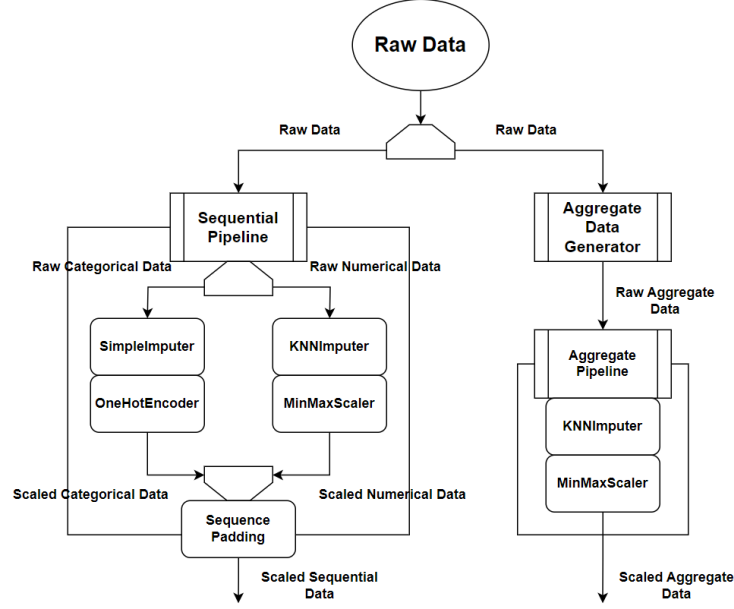 Raw Data
Raw Data
Raw Data
Sequential
Pipeline
Aggregate
Data
Generator
Raw Categorical Data
Raw Numerical Data
Raw Aggregate
Data
SimpleImputer
KNNImputer
Aggregate
Pipeline
OneHotEncoder
MinMaxScaler
KNNImputer
MinMaxScaler
Scaled Categorical Data
Scaled Numerical Data
Sequence
Padding
Scaled Sequential
Data
Scaled Aggregate
Data